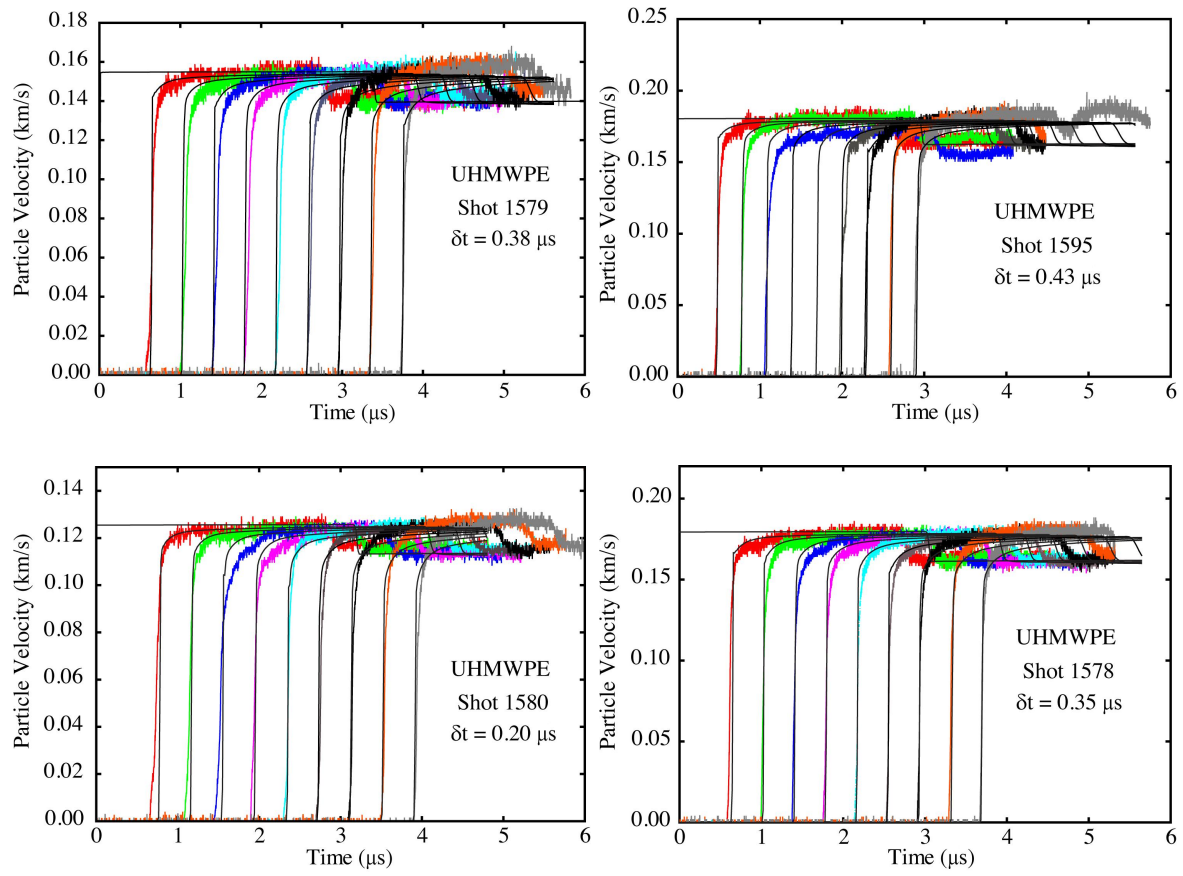 0.18
0.16
0.14
0.12
0.10
0.08
0.06
0.04
0.02
0.00
Particle Velocity (km/s)
UHMWPE
Shot 1579
δt = 0.38 μs
0 1 2 3 4 5 6
Time (μs)
0.25
0.20
0.15
0.10
0.05
0.00
Particle Velocity (km/s)
UHMWPE
Shot 1595
δt = 0.43 μs
0 1 2 3 4 5 6
Time (μs)
0.14
0.12
0.10
0.08
0.06
0.04
0.02
0.00
Particle Velocity (km/s)
UHMWPE
Shot 1580
δt = 0.20 μs
0 1 2 3 4 5 6
Time (μs)
0.20
0.15
0.10
0.05
0.00
Particle Velocity (km/s)
UHMWPE
Shot 1578
δt = 0.35 μs
0 1 2 3 4 5 6
Time (μs)